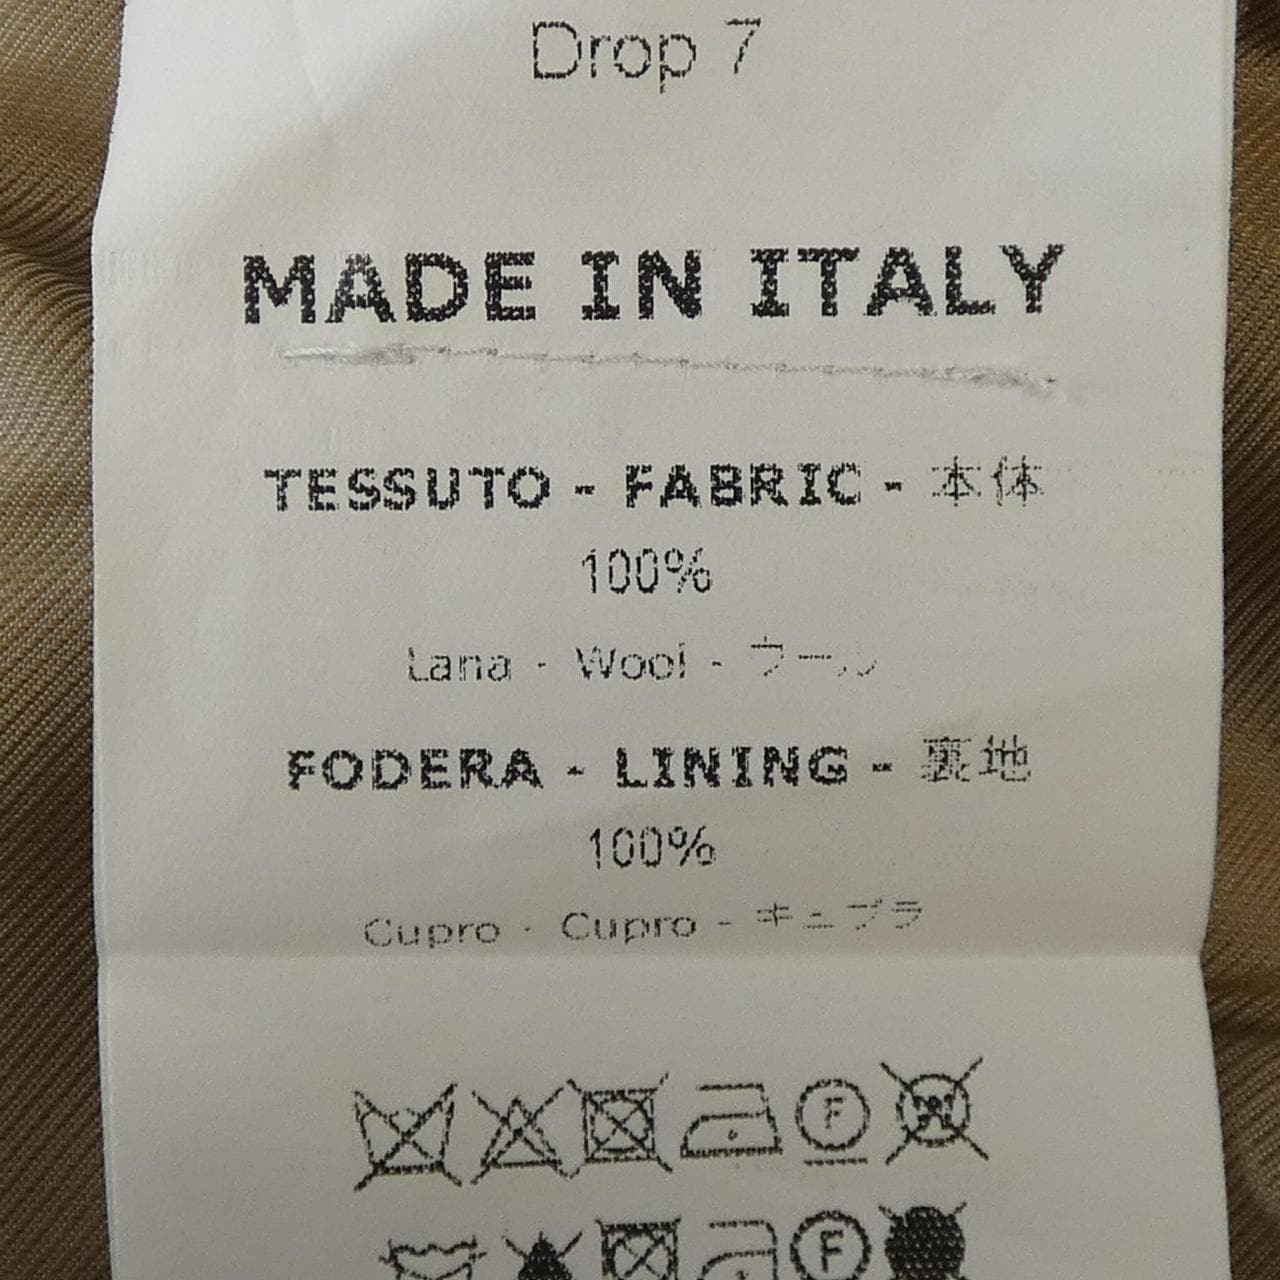 Drop 7
MADE IN ITALY
TESSUTO - FABRIC - 本体
100%
Lana - Wool - ウール
FODERA - LINING - 裏地
100%
Cupro - Cupro - キュプラ
F W
F